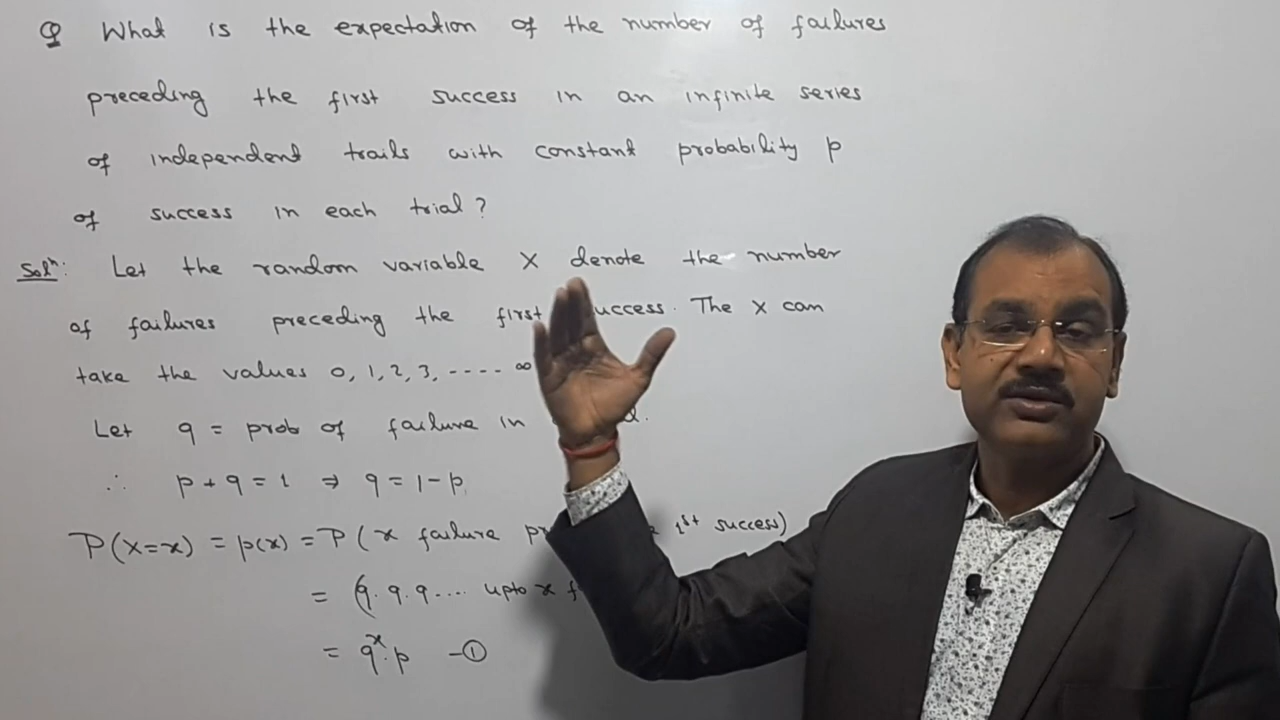 Q What is the expectation of the number of failures
preceding the first success in an infinite series
of independent trails with constant probability p
of success in each trial?
Solⁿ: Let the random variable X denote the number
of failures preceding the first uccess. The X can
take the values 0, 1, 2, 3, ---- ∞
Let q = prob of failure in
∴ p + q = 1 ⇒ q = 1 - p
P(X=x) = p(x) = P( x failure pr 1st success)
= (q. q. q.... upto x f
= qˣ. p - ①